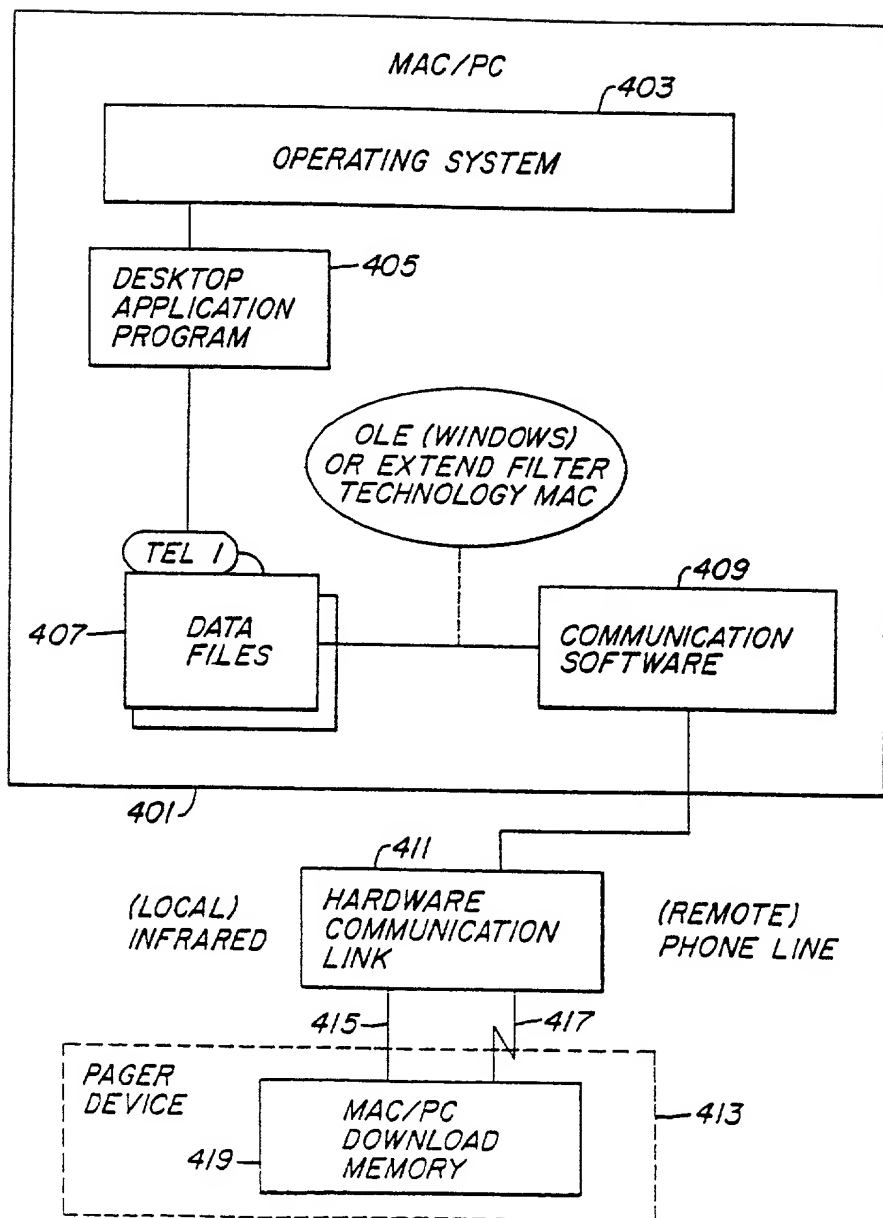 MAC/PC
403
OPERATING SYSTEM
405
DESKTOP
APPLICATION
PROGRAM
OLE (WINDOWS)
OR EXTEND FILTER
TECHNOLOGY MAC
TEL 1
409
407
DATA
FILES
COMMUNICATION
SOFTWARE
401
411
(LOCAL)
INFRARED
HARDWARE
COMMUNICATION
LINK
(REMOTE)
PHONE LINE
415
417
PAGER
DEVICE
413
MAC/PC
DOWNLOAD
MEMORY
419